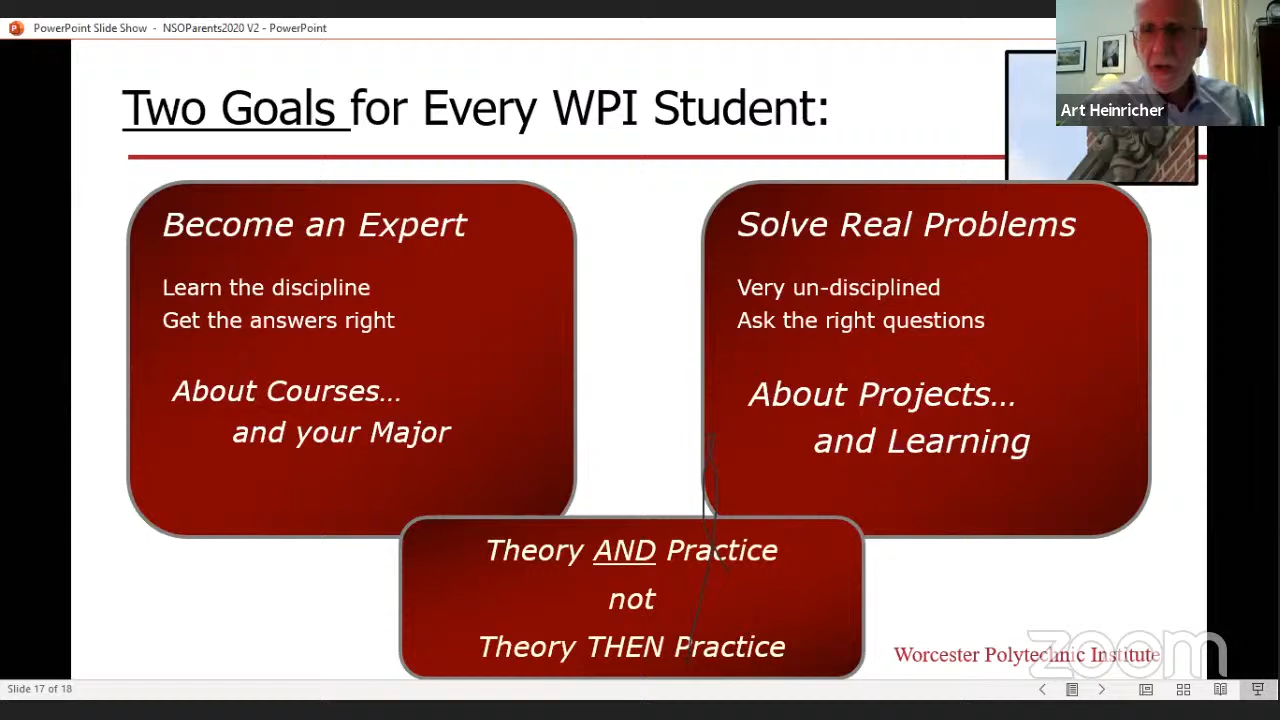 PowerPoint Slide Show - NSOParents2020 V2 - PowerPoint
Art Heinricher
Two Goals for Every WPI Student:
Become an Expert
Learn the discipline
Get the answers right
About Courses...
and your Major
Solve Real Problems
Very un-disciplined
Ask the right questions
About Projects...
and Learning
Theory AND Practice
not
Theory THEN Practice
Worcester Polytechnic Institute
zoom
Slide 17 of 18